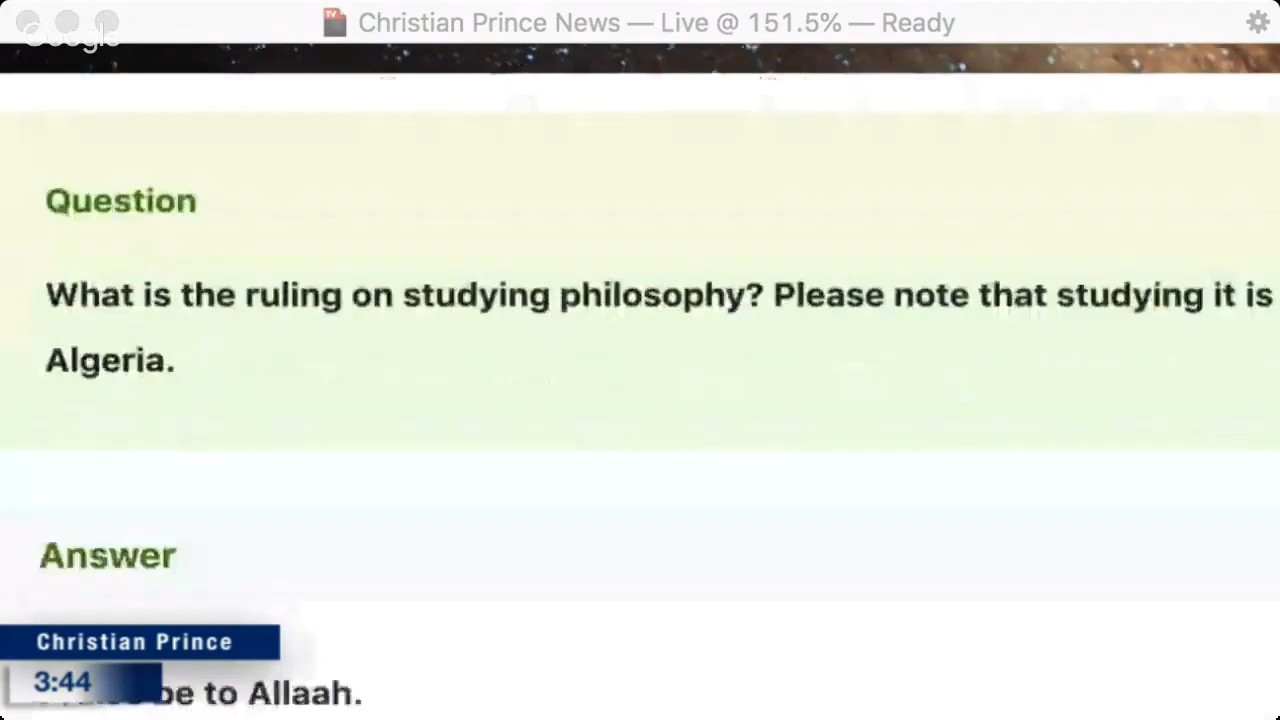 Christian Prince News — Live @ 151.5% — Ready
Google
Question
What is the ruling on studying philosophy? Please note that studying it is
Algeria.
Answer
Christian Prince
3:44
be to Allaah.